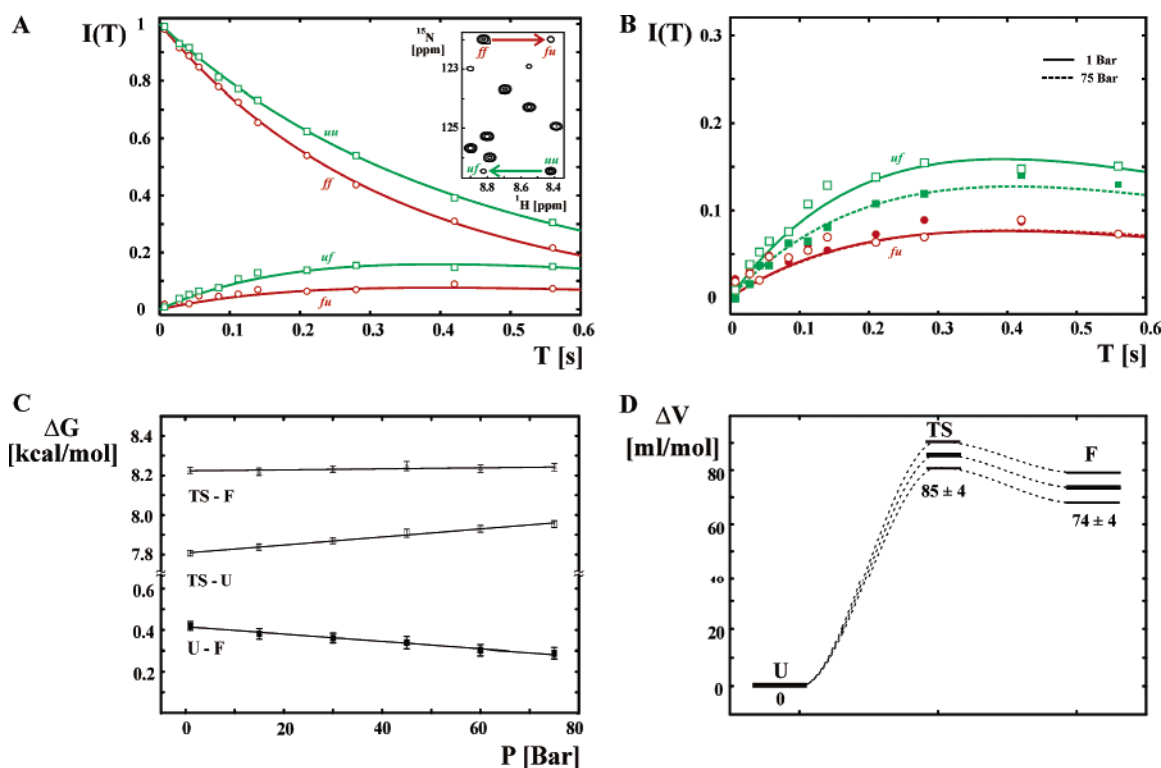 A
I(T)
1
0.8
0.6
0.4
0.2
0
0
0.1
0.2
0.3
0.4
0.5
0.6
T [s]
uu
ff
uf
fu
15N
[ppm]
123
125
ff
fu
uf
uu
8.8
8.6
8.4
1H [ppm]
B
I(T)
0.3
0.2
0.1
0
0
0.1
0.2
0.3
0.4
0.5
0.6
T [s]
1 Bar
75 Bar
uf
fu
C
ΔG
[kcal/mol]
8.4
8.2
8.0
7.8
0.6
0.4
0.2
TS - F
TS - U
U - F
0
20
40
60
80
P [Bar]
D
ΔV
[ml/mol]
80
60
40
20
0
U
0
TS
85 ± 4
F
74 ± 4